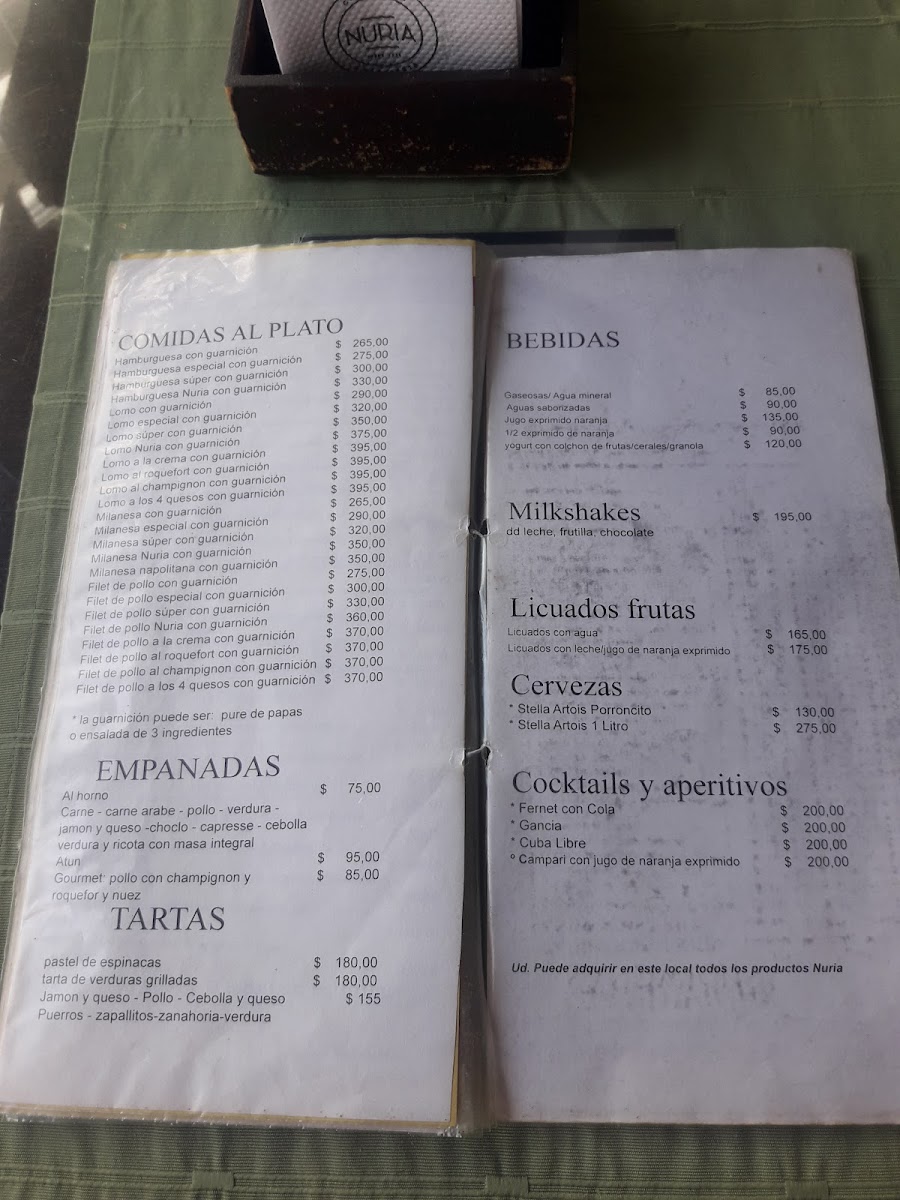 NURIA
COMIDAS AL PLATO
Hamburguesa con guarnición $ 265,00
Hamburguesa especial con guarnición $ 275,00
Hamburguesa súper con guarnición $ 300,00
Hamburguesa Nuria con guarnición $ 330,00
Lomo con guarnición $ 290,00
Lomo especial con guarnición $ 320,00
Lomo súper con guarnición $ 350,00
Lomo Nuria con guarnición $ 375,00
Lomo a la crema con guarnición $ 395,00
Lomo al roquefort con guarnición $ 395,00
Lomo al champignon con guarnición $ 395,00
Lomo a los 4 quesos con guarnición $ 395,00
Milanesa con guarnición $ 265,00
Milanesa especial con guarnición $ 290,00
Milanesa súper con guarnición $ 320,00
Milanesa Nuria con guarnición $ 350,00
Milanesa napolitana con guarnición $ 350,00
Filet de pollo con guarnición $ 275,00
Filet de pollo especial con guarnición $ 300,00
Filet de pollo súper con guarnición $ 330,00
Filet de pollo Nuria con guarnición $ 360,00
Filet de pollo a la crema con guarnición $ 370,00
Filet de pollo al roquefort con guarnición $ 370,00
Filet de pollo al champignon con guarnición $ 370,00
Filet de pollo a los 4 quesos con guarnición $ 370,00
* la guarnición puede ser: pure de papas
o ensalada de 3 ingredientes
EMPANADAS
Al horno $ 75,00
Carne - carne arabe - pollo - verdura -
jamon y queso -choclo - capresse - cebolla
verdura y ricota con masa integral
Atun $ 95,00
Gourmet: pollo con champignon y $ 85,00
roquefor y nuez
TARTAS
pastel de espinacas $ 180,00
tarta de verduras grilladas $ 180,00
Jamon y queso - Pollo - Cebolla y queso $ 155
Puerros - zapallitos-zanahoria-verdura
BEBIDAS
Gaseosas/ Agua mineral $ 85,00
Aguas saborizadas $ 90,00
Jugo exprimido naranja $ 135,00
1/2 exprimido de naranja $ 90,00
yogurt con colchon de frutas/cerales/granola $ 120,00
Milkshakes $ 195,00
dd leche, frutilla, chocolate
Licuados frutas
Licuados con agua $ 165,00
Licuados con leche/jugo de naranja exprimido $ 175,00
Cervezas
* Stella Artois Porroncito $ 130,00
* Stella Artois 1 Litro $ 275,00
Cocktails y aperitivos
* Fernet con Cola $ 200,00
* Gancia $ 200,00
* Cuba Libre $ 200,00
º Campari con jugo de naranja exprimido $ 200,00
Ud. Puede adquirir en este local todos los productos Nuria